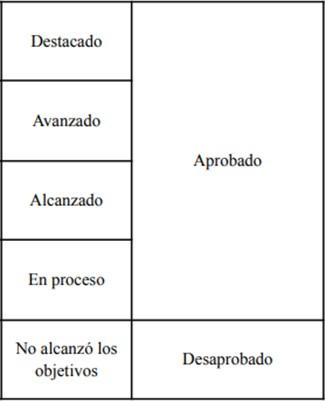 Destacado
Avanzado
Aprobado
Alcanzado
En proceso
No alcanzó los
objetivos
Desaprobado